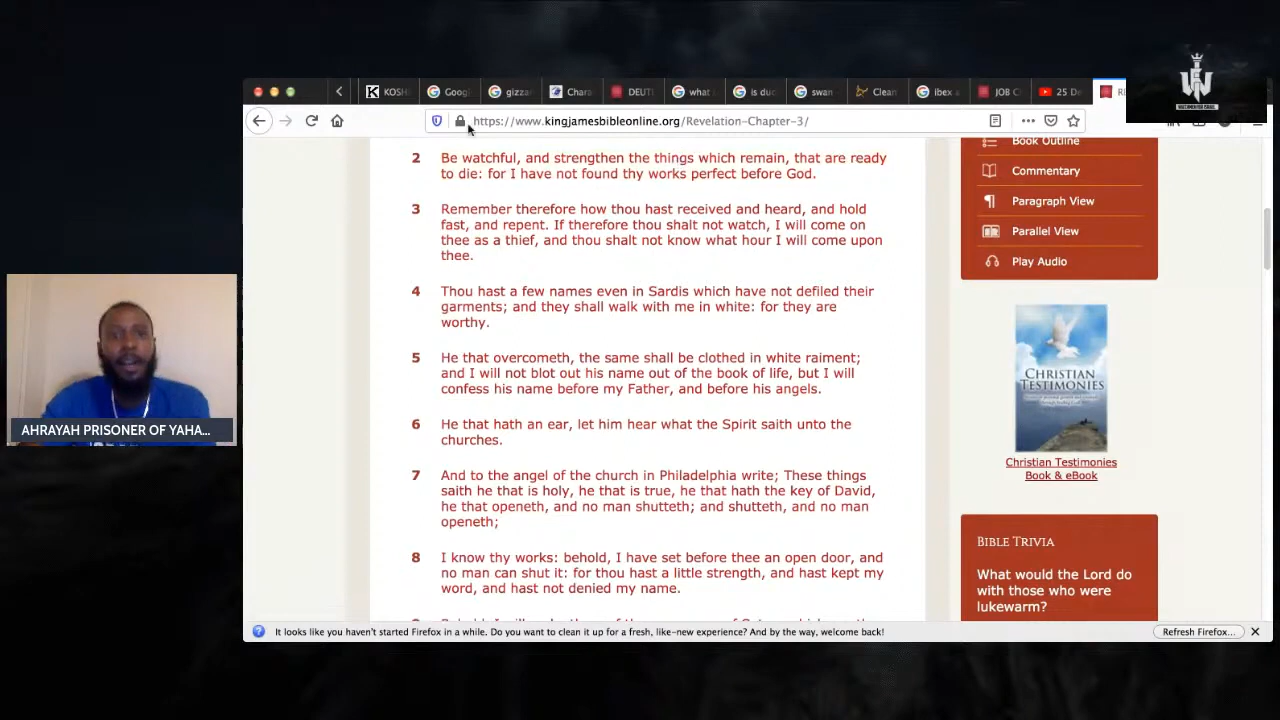 KOSHE
Googl
gizza
Chara
DEUT
what
is duc
swan
Clean
ibex a
JOB C
25 De
https://www.kingjamesbibleonline.org/Revelation-Chapter-3/
2 Be watchful, and strengthen the things which remain, that are ready
to die: for I have not found thy works perfect before God.
3 Remember therefore how thou hast received and heard, and hold
fast, and repent. If therefore thou shalt not watch, I will come on
thee as a thief, and thou shalt not know what hour I will come upon
thee.
4 Thou hast a few names even in Sardis which have not defiled their
garments; and they shall walk with me in white: for they are
worthy.
5 He that overcometh, the same shall be clothed in white raiment;
and I will not blot out his name out of the book of life, but I will
confess his name before my Father, and before his angels.
6 He that hath an ear, let him hear what the Spirit saith unto the
churches.
7 And to the angel of the church in Philadelphia write; These things
saith he that is holy, he that is true, he that hath the key of David,
he that openeth, and no man shutteth; and shutteth, and no man
openeth;
8 I know thy works: behold, I have set before thee an open door, and
no man can shut it: for thou hast a little strength, and hast kept my
word, and hast not denied my name.
Book Outline
Commentary
Paragraph View
Parallel View
Play Audio
CHRISTIAN
TESTIMONIES
Christian Testimonies
Book & eBook
BIBLE TRIVIA
What would the Lord do
with those who were
lukewarm?
AHRAYAH PRISONER OF YAHA...
It looks like you haven't started Firefox in a while. Do you want to clean it up for a fresh, like-new experience? And by the way, welcome back!
Refresh Firefox...